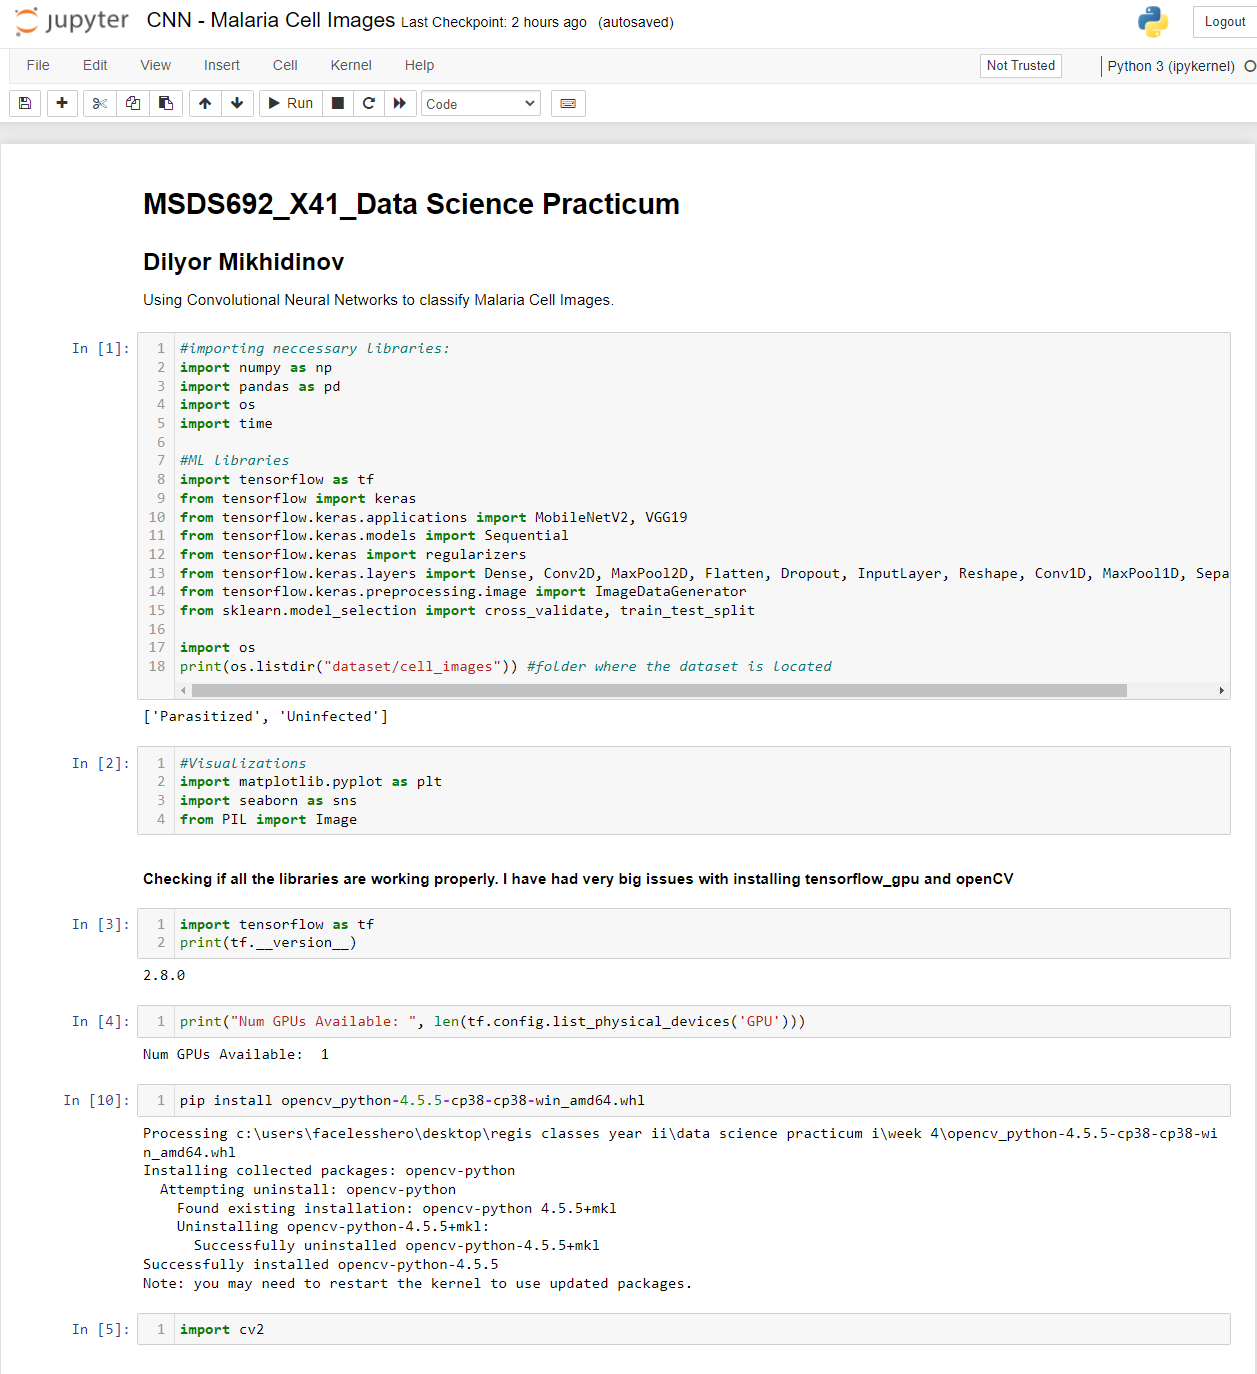 jupyter CNN - Malaria Cell Images Last Checkpoint: 2 hours ago (autosaved) Logout
File Edit View Insert Cell Kernel Help Not Trusted Python 3 (ipykernel)
Run Code
MSDS692_X41_Data Science Practicum
Dilyor Mikhidinov
Using Convolutional Neural Networks to classify Malaria Cell Images.
In [1]:
1 #importing neccessary libraries:
2 import numpy as np
3 import pandas as pd
4 import os
5 import time
6
7 #ML libraries
8 import tensorflow as tf
9 from tensorflow import keras
10 from tensorflow.keras.applications import MobileNetV2, VGG19
11 from tensorflow.keras.models import Sequential
12 from tensorflow.keras import regularizers
13 from tensorflow.keras.layers import Dense, Conv2D, MaxPool2D, Flatten, Dropout, InputLayer, Reshape, Conv1D, MaxPool1D, Sepa
14 from tensorflow.keras.preprocessing.image import ImageDataGenerator
15 from sklearn.model_selection import cross_validate, train_test_split
16
17 import os
18 print(os.listdir("dataset/cell_images")) #folder where the dataset is located
['Parasitized', 'Uninfected']
In [2]:
1 #Visualizations
2 import matplotlib.pyplot as plt
3 import seaborn as sns
4 from PIL import Image
Checking if all the libraries are working properly. I have had very big issues with installing tensorflow_gpu and openCV
In [3]:
1 import tensorflow as tf
2 print(tf.__version__)
2.8.0
In [4]:
1 print("Num GPUs Available: ", len(tf.config.list_physical_devices('GPU')))
Num GPUs Available:  1
In [10]:
1 pip install opencv_python-4.5.5-cp38-cp38-win_amd64.whl
Processing c:\users\facelesshero\desktop\regis classes year ii\data science practicum i\week 4\opencv_python-4.5.5-cp38-cp38-wi
n_amd64.whl
Installing collected packages: opencv-python
  Attempting uninstall: opencv-python
    Found existing installation: opencv-python 4.5.5+mkl
    Uninstalling opencv-python-4.5.5+mkl:
      Successfully uninstalled opencv-python-4.5.5+mkl
Successfully installed opencv-python-4.5.5
Note: you may need to restart the kernel to use updated packages.
In [5]:
1 import cv2